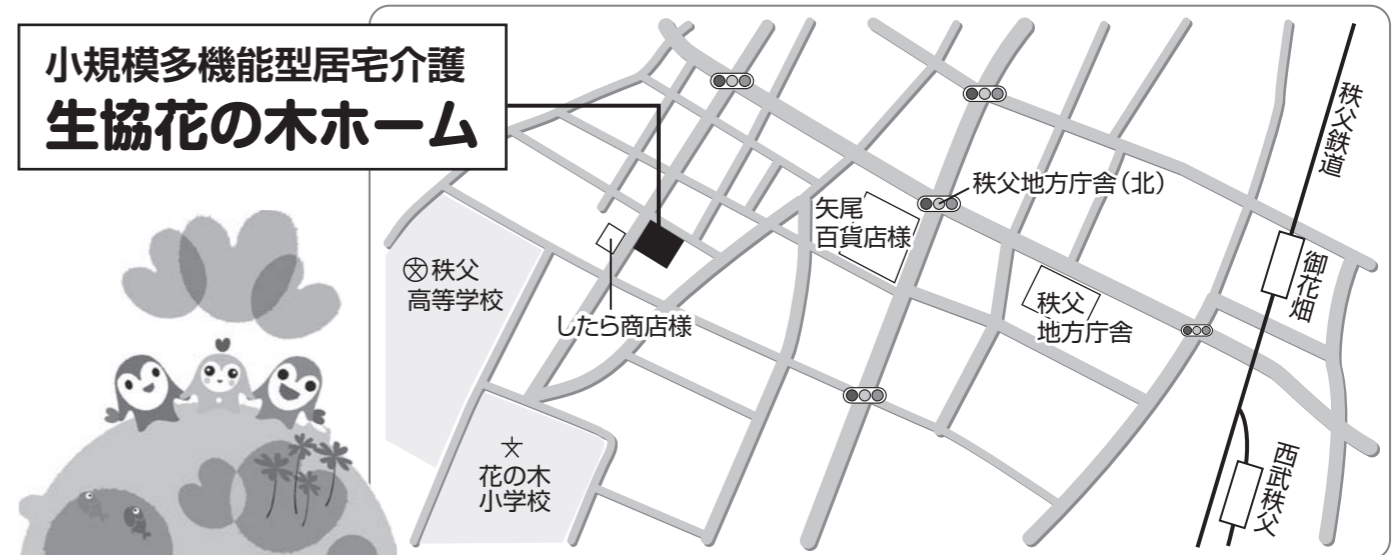 小規模多機能型居宅介護
生協花の木ホーム
秩父鉄道
秩父地方庁舎(北)
矢尾
百貨店様
御花畑
秩父
高等学校
秩父
地方庁舎
したら商店様
花の木
小学校
西武秩父